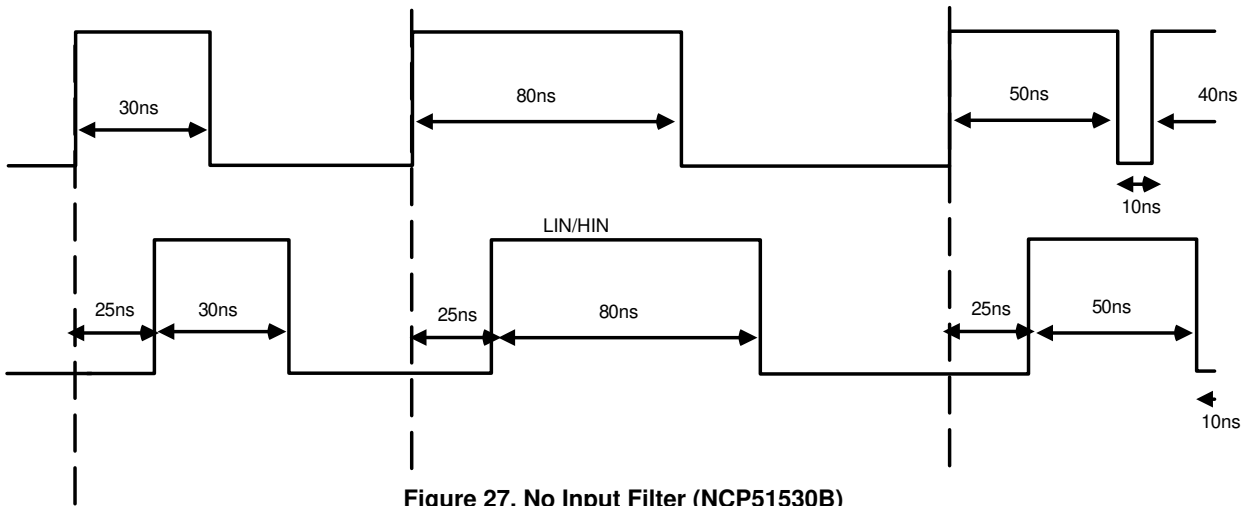 30ns
80ns
50ns
40ns
10ns
LIN/HIN
25ns
30ns
25ns
80ns
25ns
50ns
10ns
Figure 27. No Input Filter (NCP51530B)